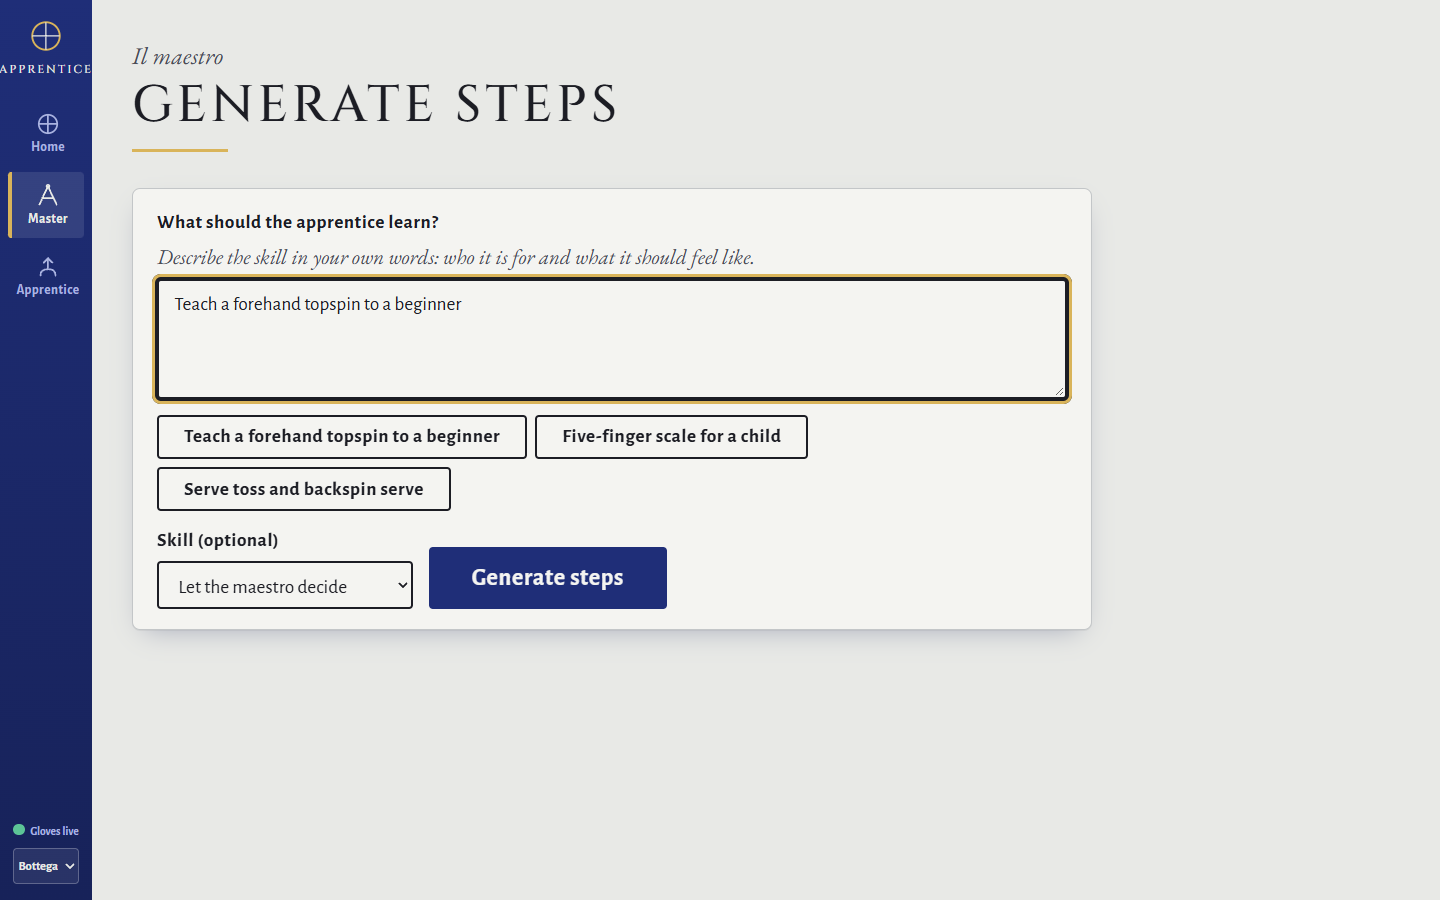 APPRENTICE
Home
Master
Apprentice
Gloves live
Bottega
Il maestro
GENERATE STEPS
What should the apprentice learn?
Describe the skill in your own words: who it is for and what it should feel like.
Teach a forehand topspin to a beginner
Teach a forehand topspin to a beginner
Five-finger scale for a child
Serve toss and backspin serve
Skill (optional)
Let the maestro decide
Generate steps